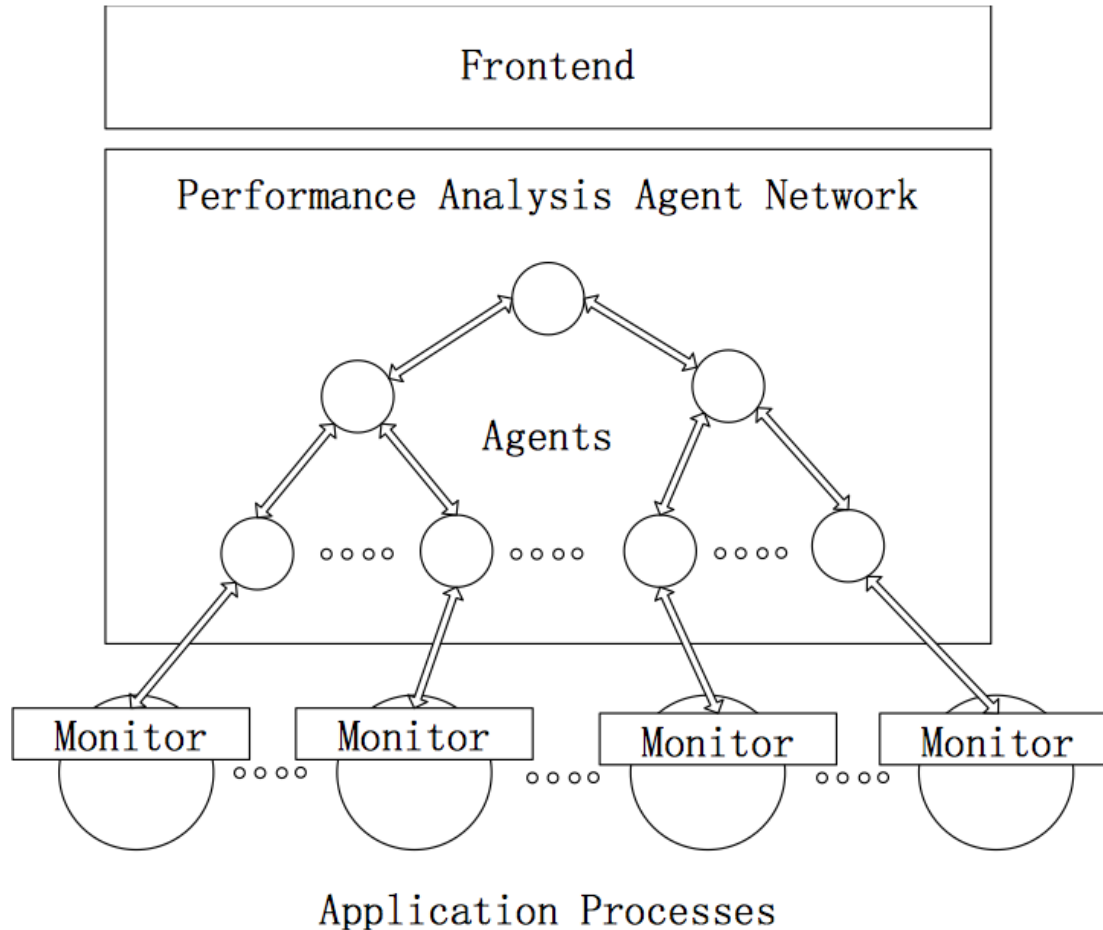 Frontend
Performance Analysis Agent Network
Agents
Monitor
Monitor
Monitor
Monitor
Application Processes